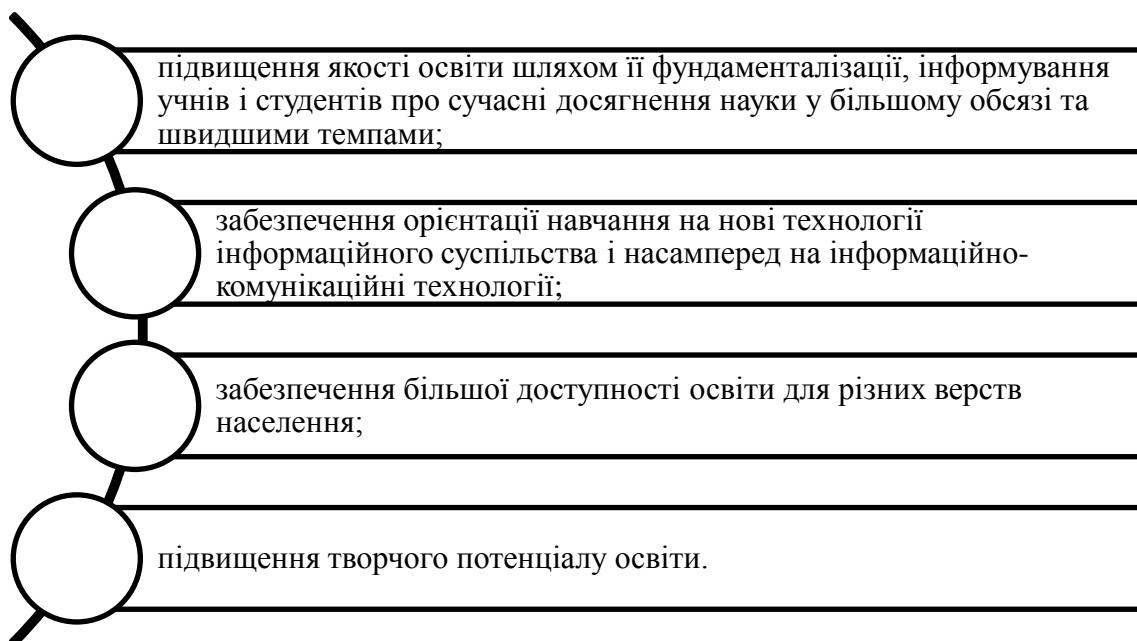 підвищення якості освіти шляхом її фундаменталізації, інформування
учнів і студентів про сучасні досягнення науки у більшому обсязі та
швидшими темпами;
забезпечення орієнтації навчання на нові технології
інформаційного суспільства і насамперед на інформаційно-
комунікаційні технології;
забезпечення більшої доступності освіти для різних верств
населення;
підвищення творчого потенціалу освіти.